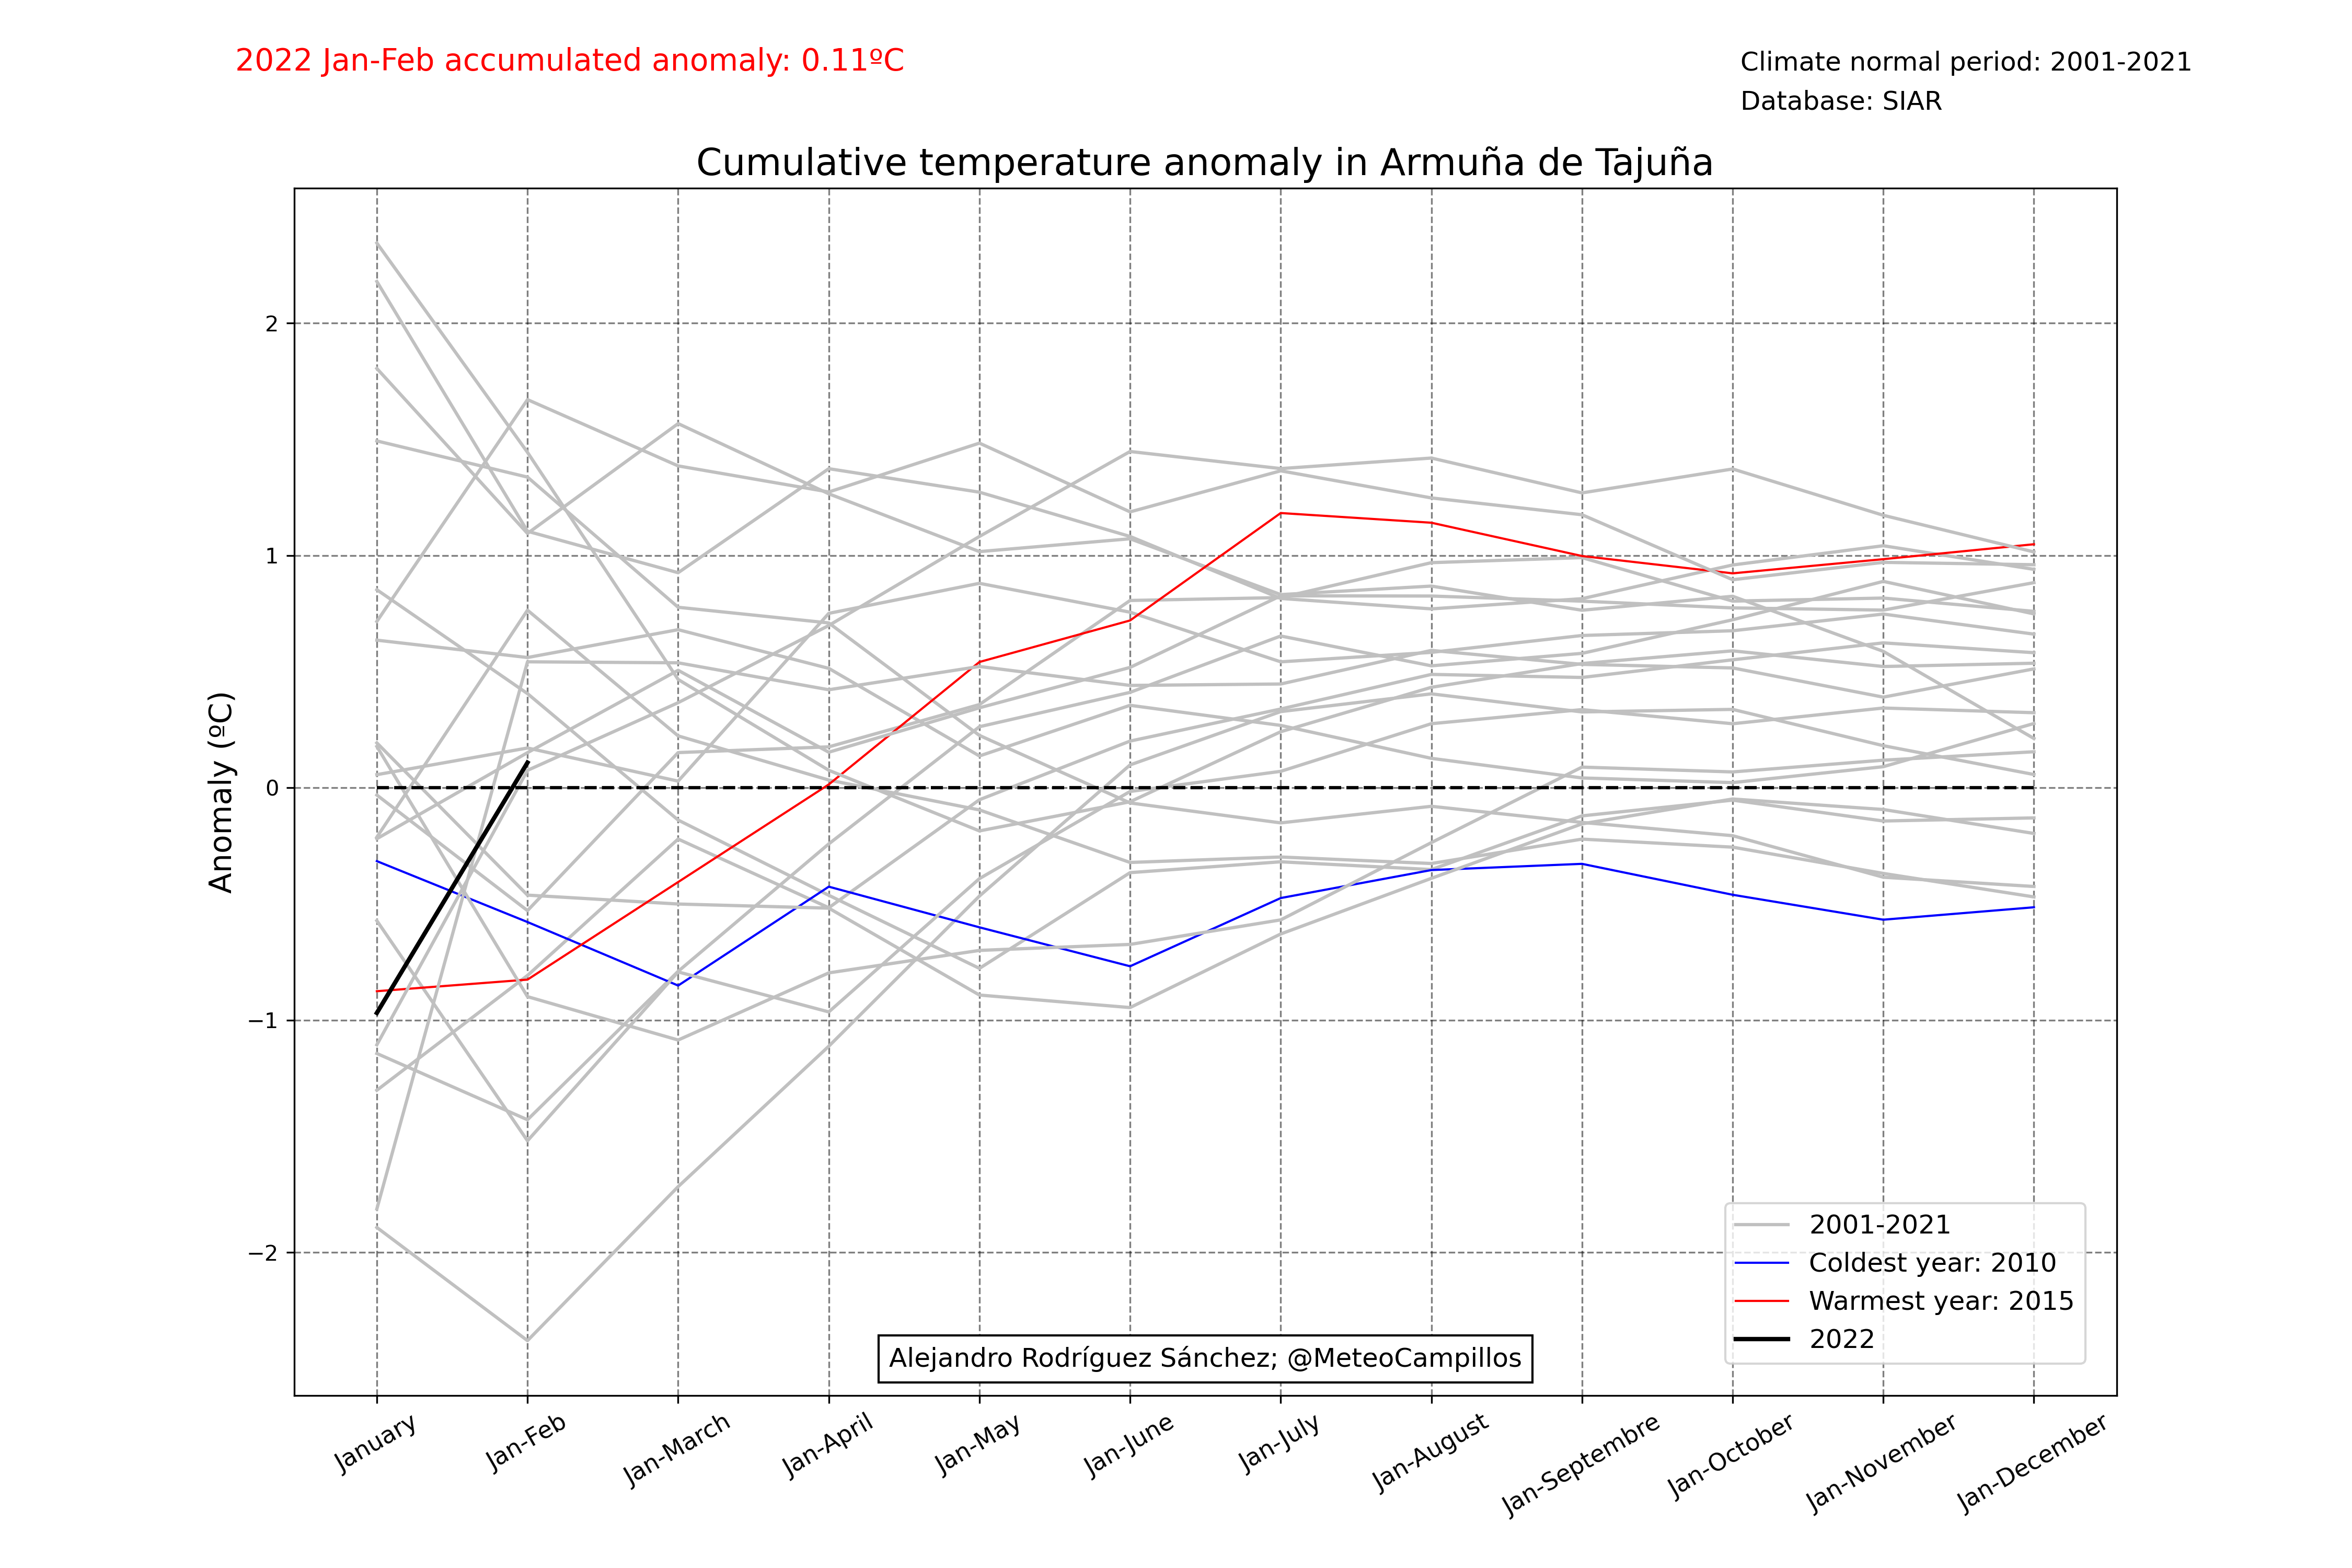 2022 Jan-Feb accumulated anomaly: 0.11ºC
Climate normal period: 2001-2021
Database: SIAR
Cumulative temperature anomaly in Armuña de Tajuña
Anomaly (ºC)
2
1
0
−1
−2
2001-2021
Coldest year: 2010
Warmest year: 2015
2022
Alejandro Rodríguez Sánchez; @MeteoCampillos
January
Jan-Feb
Jan-March
Jan-April
Jan-May
Jan-June
Jan-July
Jan-August
Jan-Septembre
Jan-October
Jan-November
Jan-December